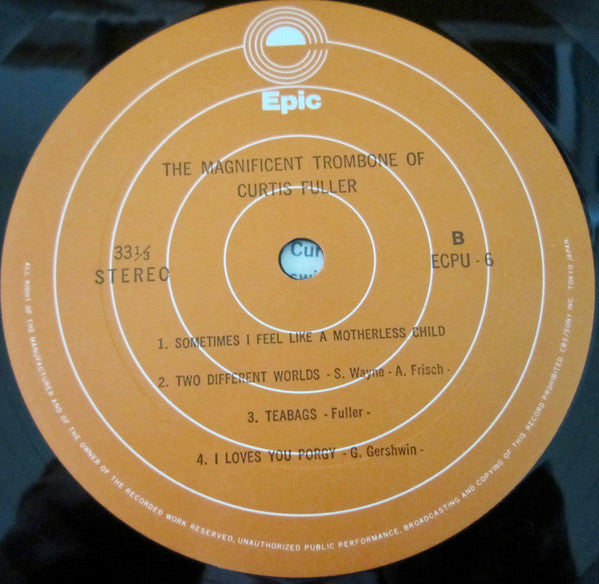 Epic
THE MAGNIFICENT TROMBONE OF
CURTIS FULLER
33⅓
STEREO
Cur
swi
B
ECPU - 6
1. SOMETIMES I FEEL LIKE A MOTHERLESS CHILD
2. TWO DIFFERENT WORLDS - S. Wayne - A. Frisch -
3. TEABAGS - Fuller -
4. I LOVES YOU PORGY - G. Gershwin -
ALL RIGHT OF THE MANUFACTURER AND OF THE OWNER OF THE RECORDED WORK RESERVED. UNAUTHORIZED PUBLIC PERFORMANCE, BROADCASTING AND COPYING OF THIS RECORD PROHIBITED CBS/SONY INC. TOKYO JAPAN.